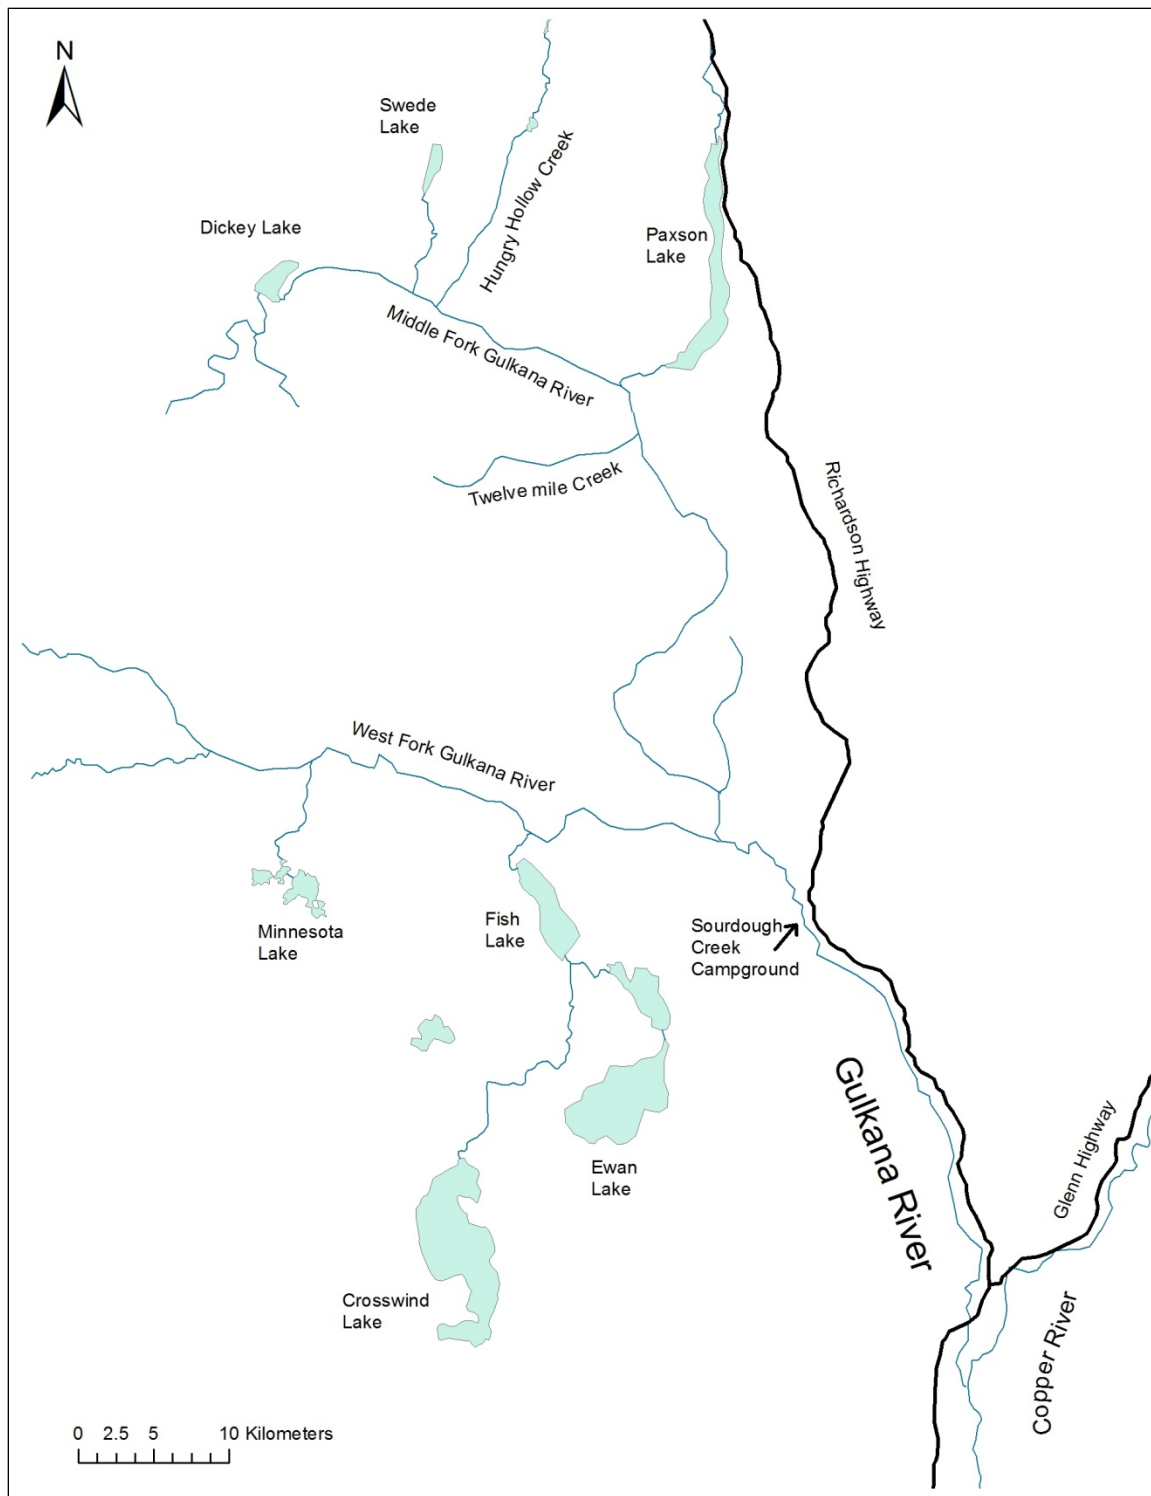 N
Swede
Lake
Hungry Hollow Creek
Dickey Lake
Paxson
Lake
Middle Fork Gulkana River
Twelve mile Creek
Richardson Highway
West Fork Gulkana River
Minnesota
Lake
Fish
Lake
Sourdough
Creek
Campground
Gulkana River
Glenn Highway
Ewan
Lake
Crosswind
Lake
Copper River
0 2.5 5 10 Kilometers